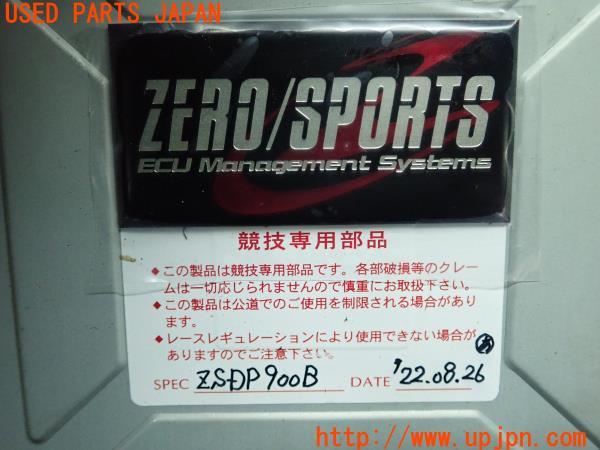 USED PARTS JAPAN
ZERO/SPORTS
ECU Management Systems
競技専用部品
◆この製品は競技専用部品です。各部破損等のクレー
ムは一切応じられませんので慎重にお取扱下さい。
◆この製品は公道でのご使用を制限される場合があり
ます。
◆レースレギュレーションにより使用できない場合が
ありますのでご注意下さい。
SPEC ZSDP900B DATE '22.08.26
http://www.upjpn.com/